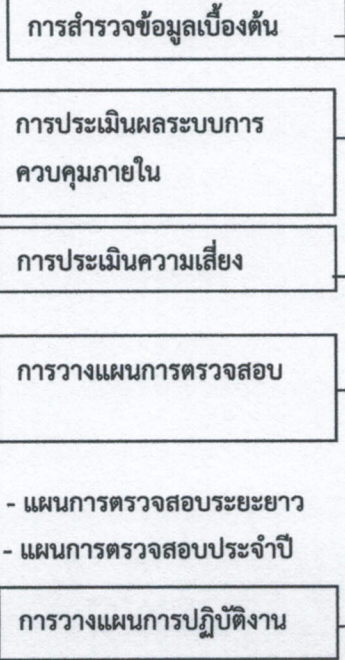 การสำรวจข้อมูลเบื้องต้น
การประเมินผลระบบการ
ควบคุมภายใน
การประเมินความเสี่ยง
การวางแผนการตรวจสอบ
- แผนการตรวจสอบระยะยาว
- แผนการตรวจสอบประจำปี
การวางแผนการปฏิบัติงาน